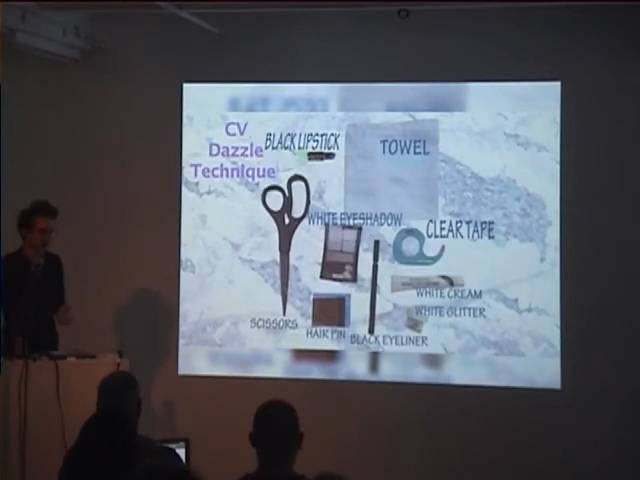 CV
Dazzle
Technique
BLACK LIPSTICK
TOWEL
WHITE EYESHADOW
CLEAR TAPE
WHITE CREAM
WHITE GLITTER
SCISSORS
HAIR PIN
BLACK EYELINER